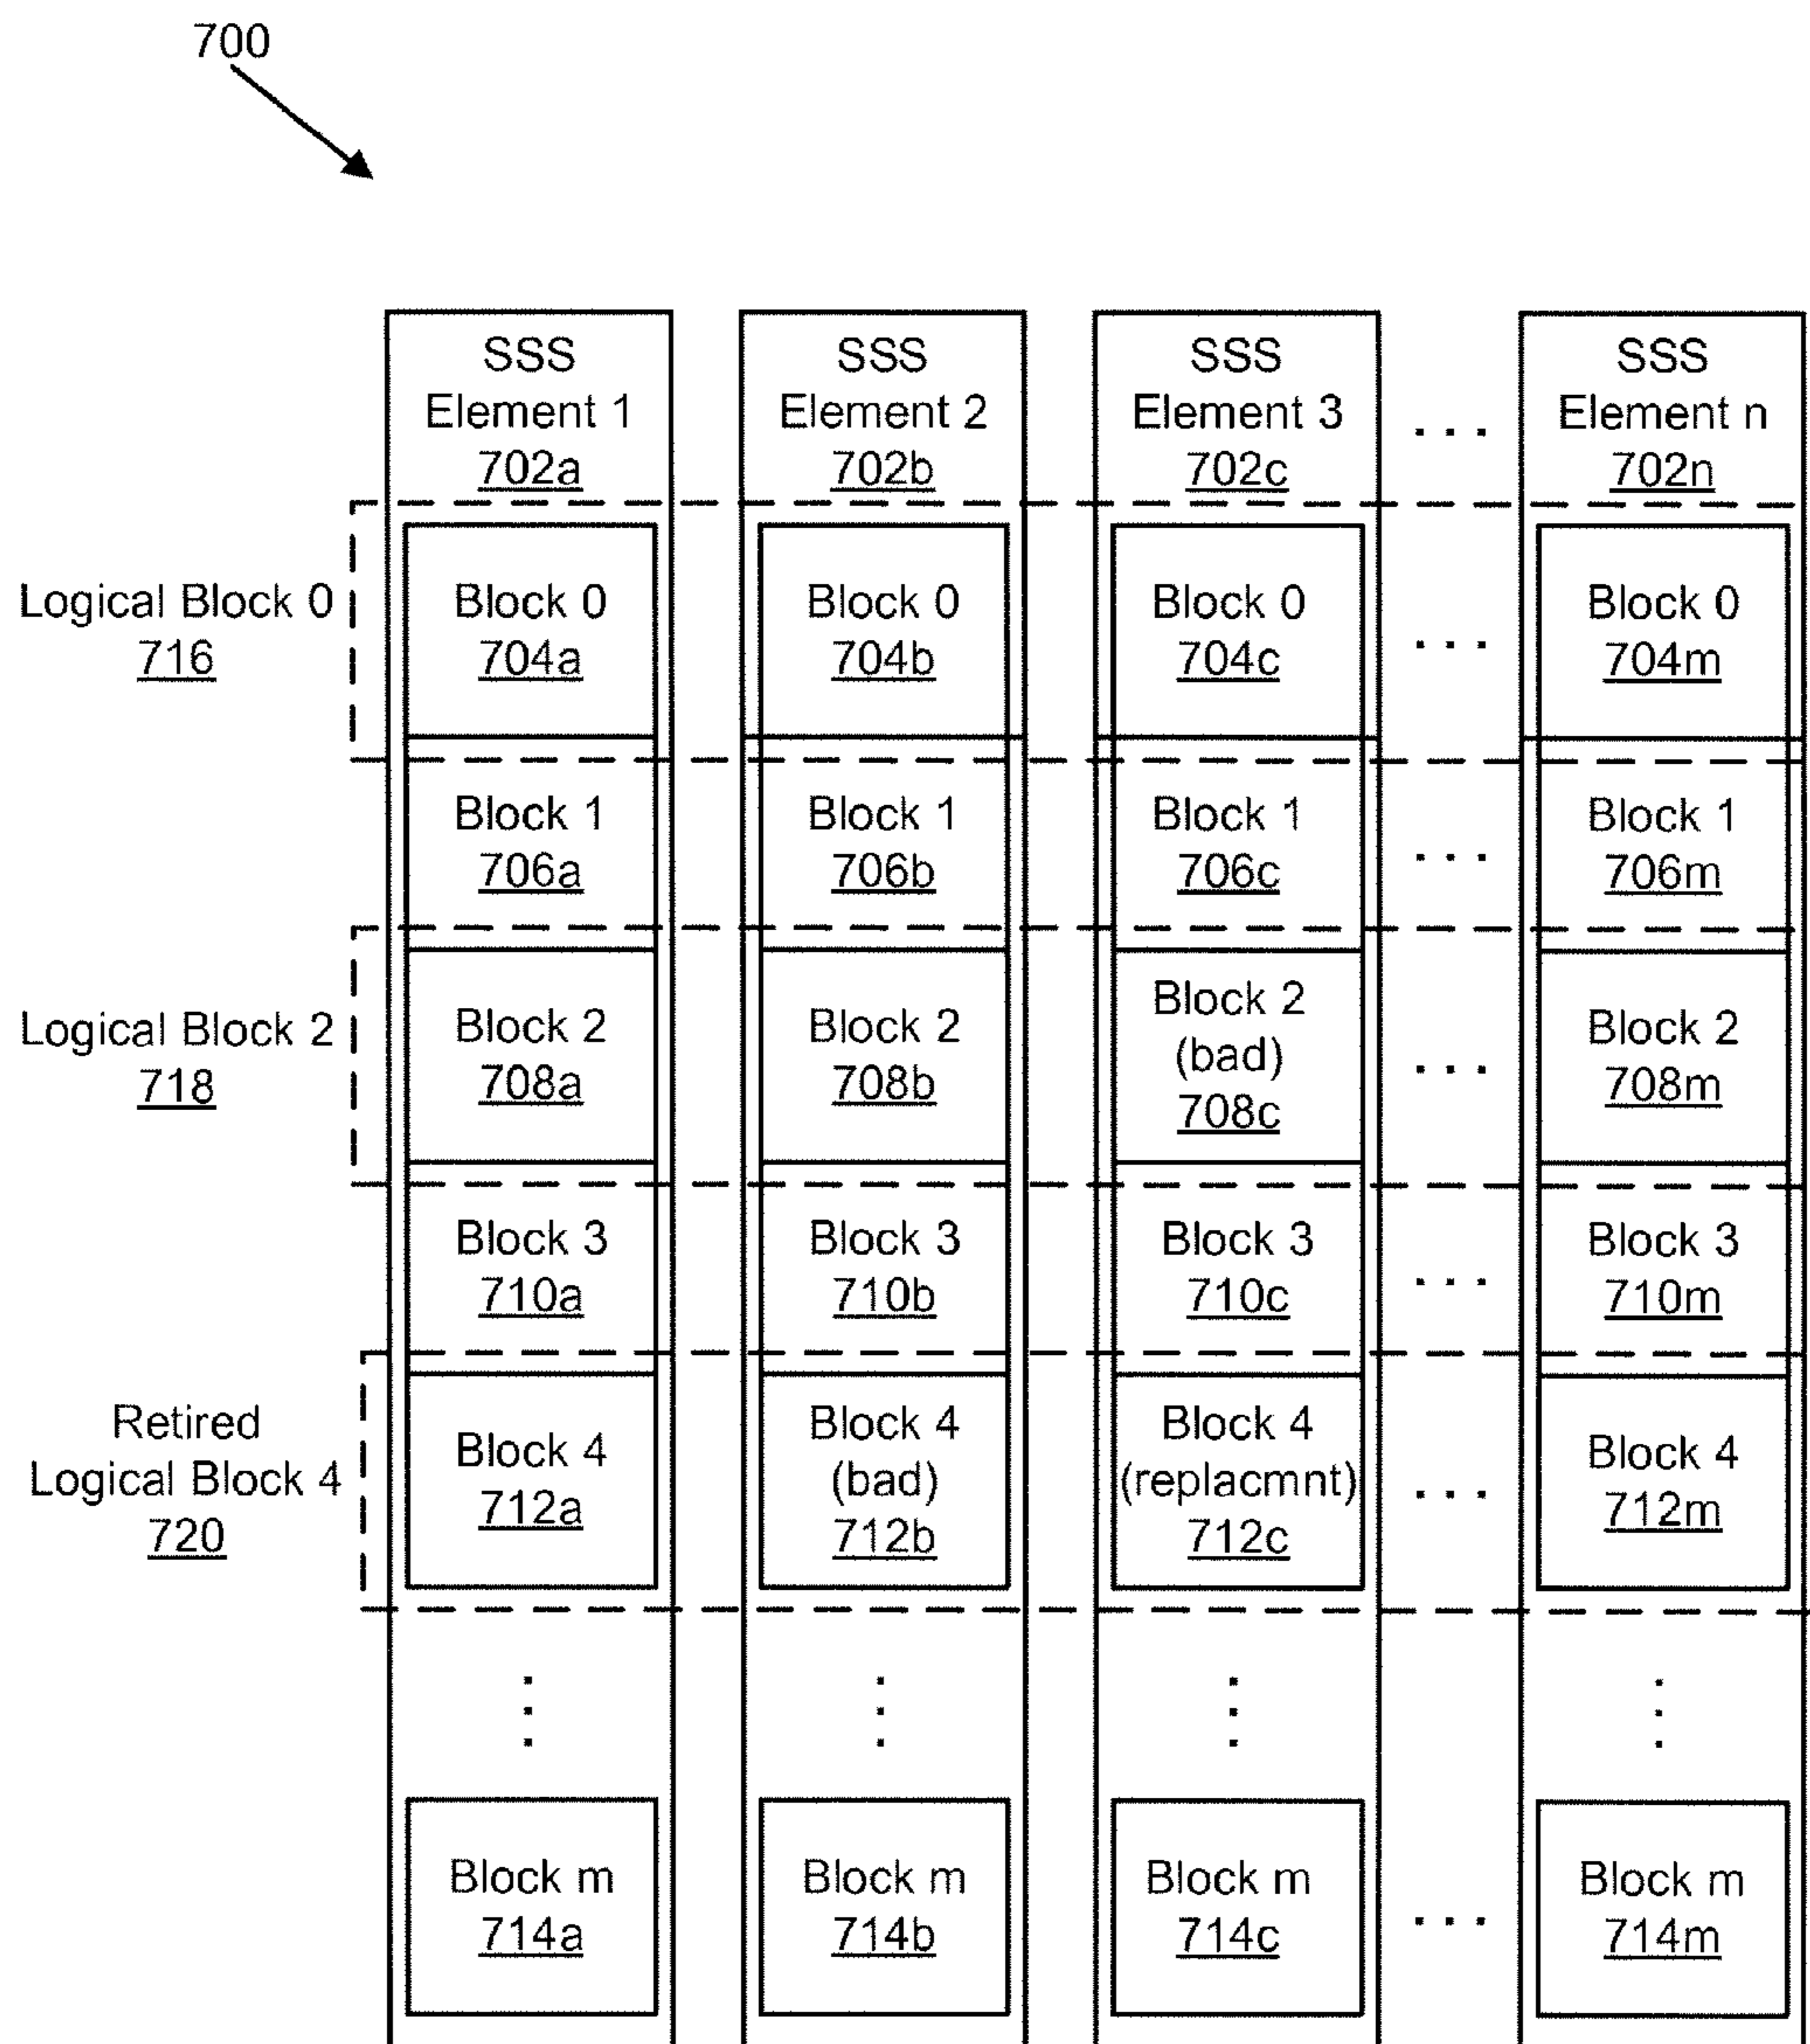 700
SSS
Element 1
702a
SSS
Element 2
702b
SSS
Element 3
702c
. . .
SSS
Element n
702n
Logical Block 0
716
Block 0
704a
Block 0
704b
Block 0
704c
. . .
Block 0
704m
Block 1
706a
Block 1
706b
Block 1
706c
. . .
Block 1
706m
Logical Block 2
718
Block 2
708a
Block 2
708b
Block 2
(bad)
708c
. . .
Block 2
708m
Block 3
710a
Block 3
710b
Block 3
710c
. . .
Block 3
710m
Retired
Logical Block 4
720
Block 4
712a
Block 4
(bad)
712b
Block 4
(replacmnt)
712c
. . .
Block 4
712m
Block m
714a
Block m
714b
Block m
714c
. . .
Block m
714m